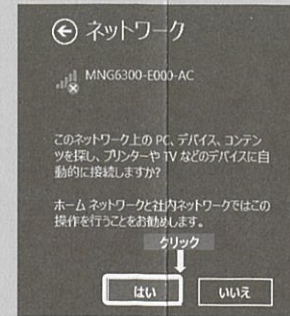 ネットワーク
MNG6300-E000-AC
このネットワーク上の PC、デバイス、コンテン
ツを探し、プリンターや TV などのデバイスに自
動的に接続しますか?
ホーム ネットワークと社内ネットワークではこの
操作を行うことをお勧めします。
クリック
はい
いいえ